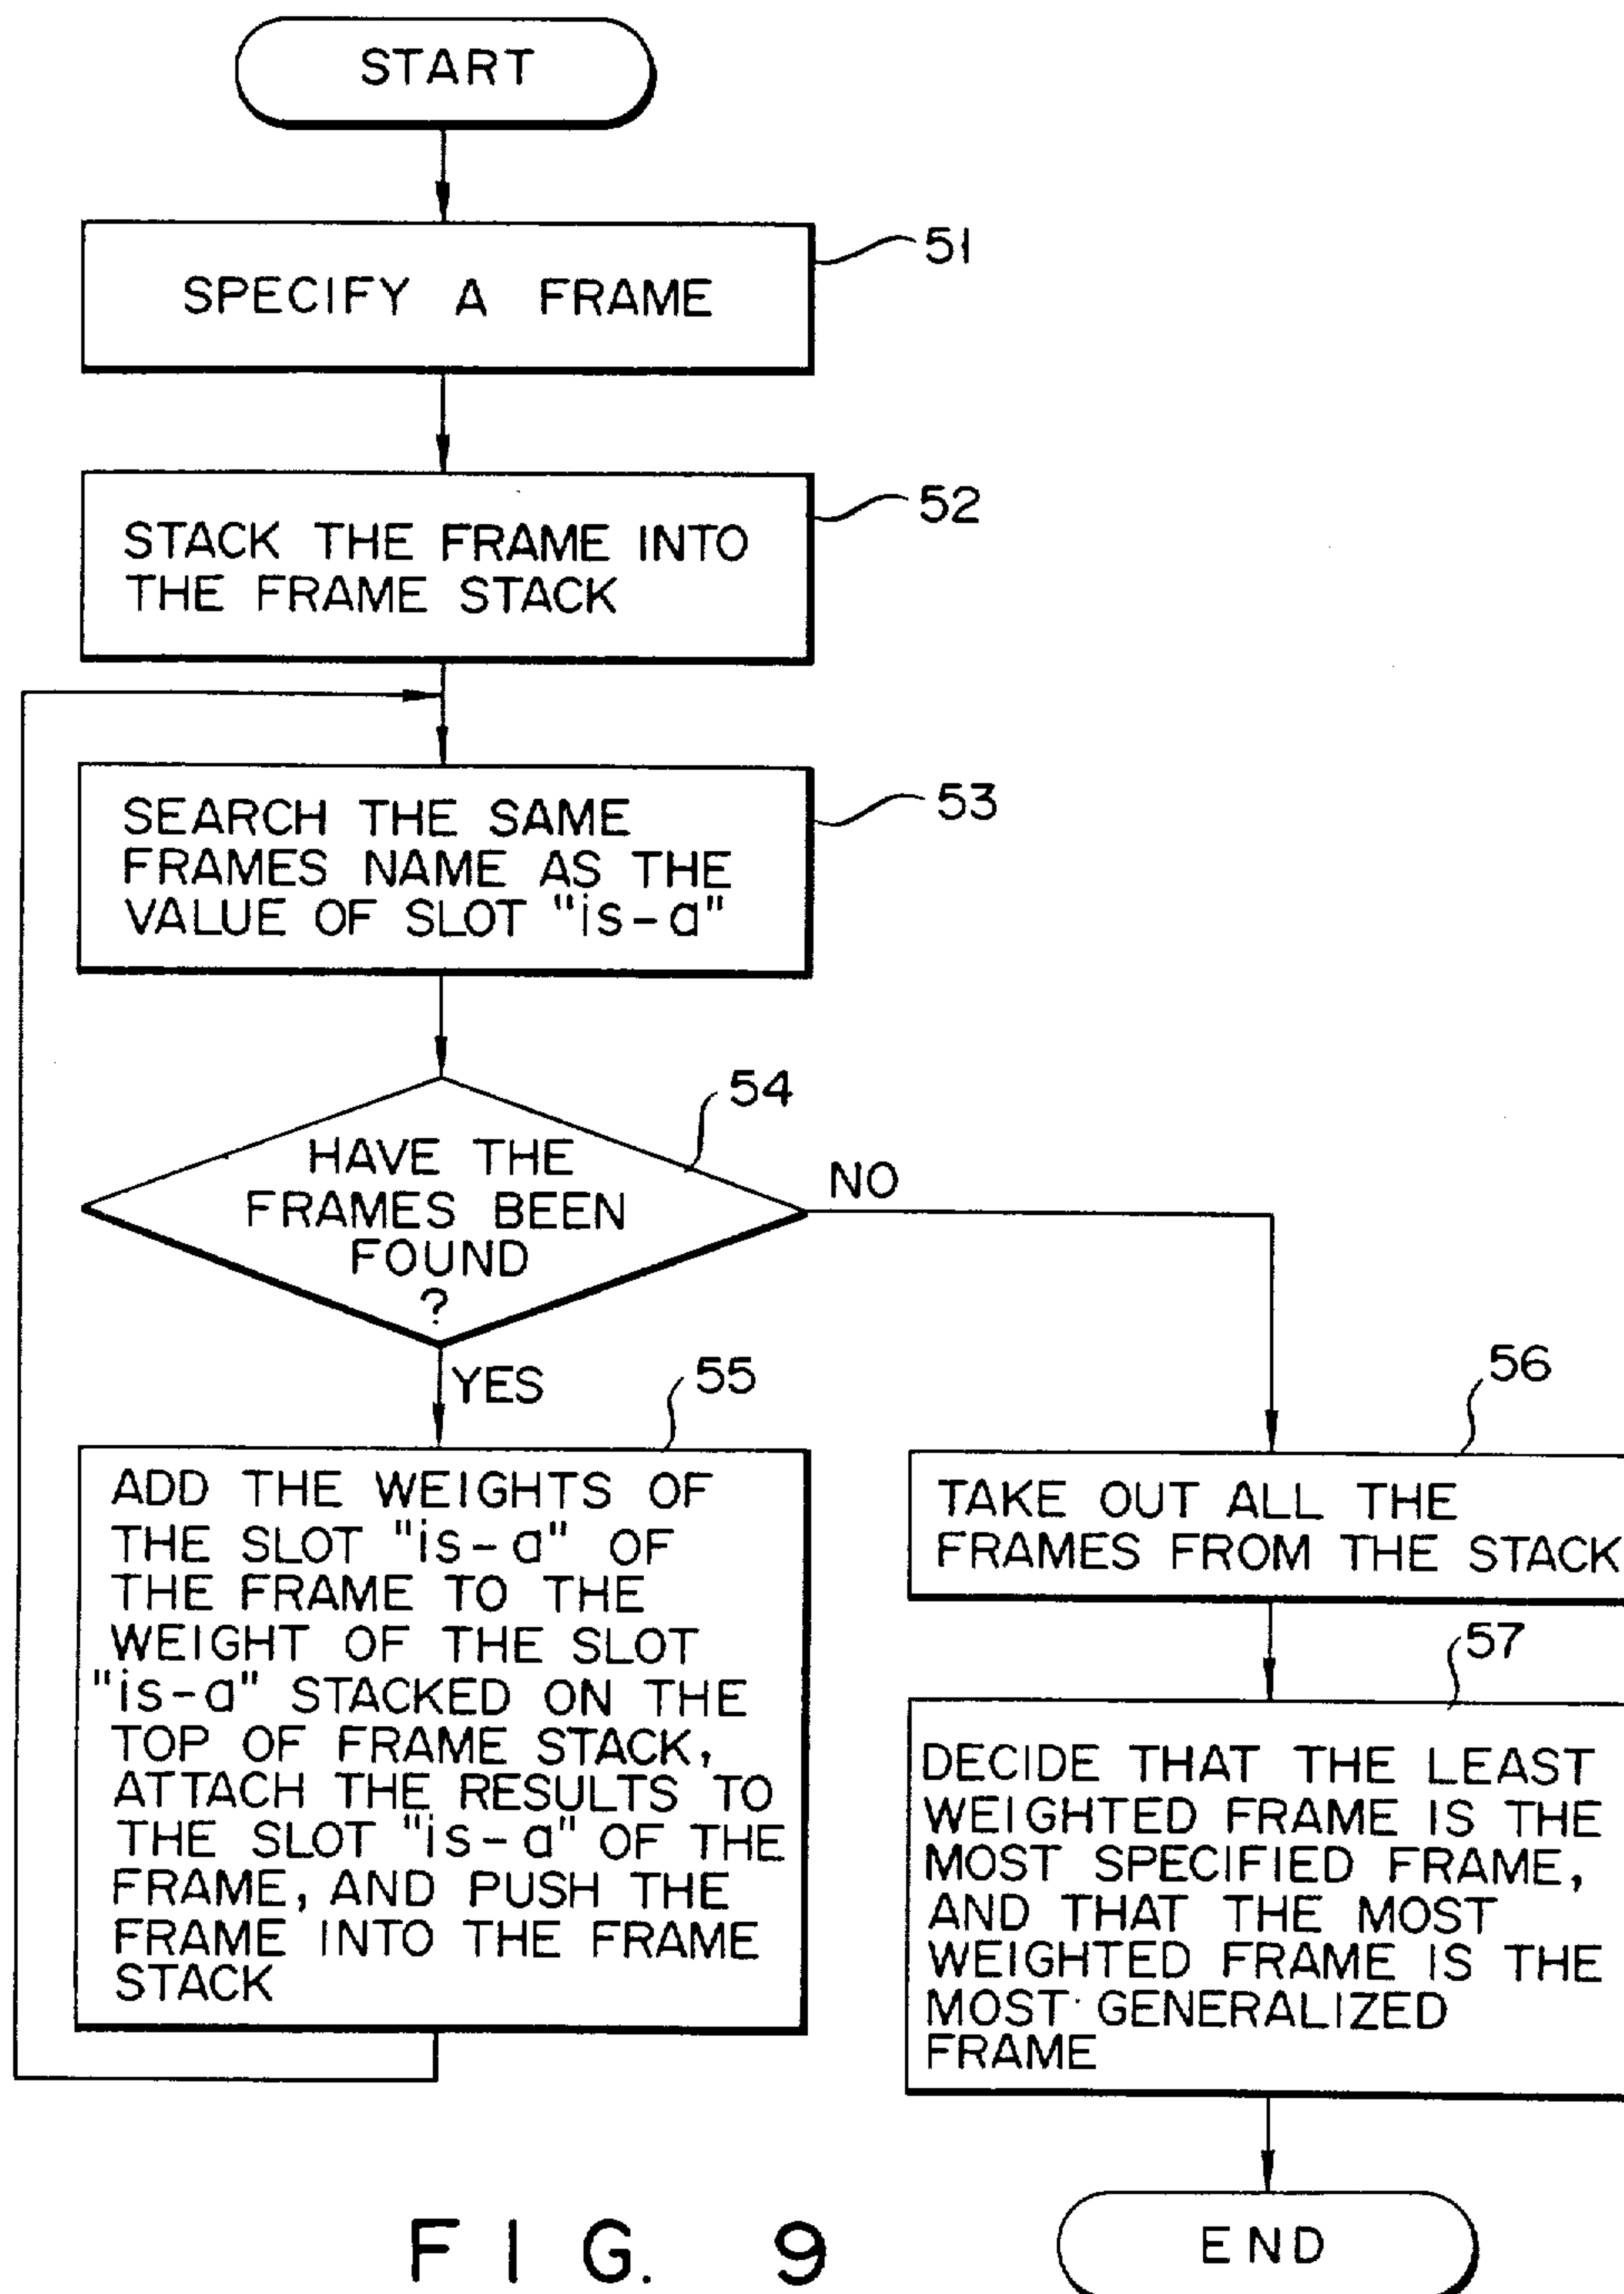 START
51
SPECIFY A FRAME
52
STACK THE FRAME INTO
THE FRAME STACK
53
SEARCH THE SAME
FRAMES NAME AS THE
VALUE OF SLOT "is-a"
54
HAVE THE
FRAMES BEEN
FOUND
?
NO
YES
55
ADD THE WEIGHTS OF
THE SLOT "is-a" OF
THE FRAME TO THE
WEIGHT OF THE SLOT
"is-a" STACKED ON THE
TOP OF FRAME STACK,
ATTACH THE RESULTS TO
THE SLOT "is-a" OF THE
FRAME, AND PUSH THE
FRAME INTO THE FRAME
STACK
56
TAKE OUT ALL THE
FRAMES FROM THE STACK
57
DECIDE THAT THE LEAST
WEIGHTED FRAME IS THE
MOST SPECIFIED FRAME,
AND THAT THE MOST
WEIGHTED FRAME IS THE
MOST GENERALIZED
FRAME
END
FIG. 9